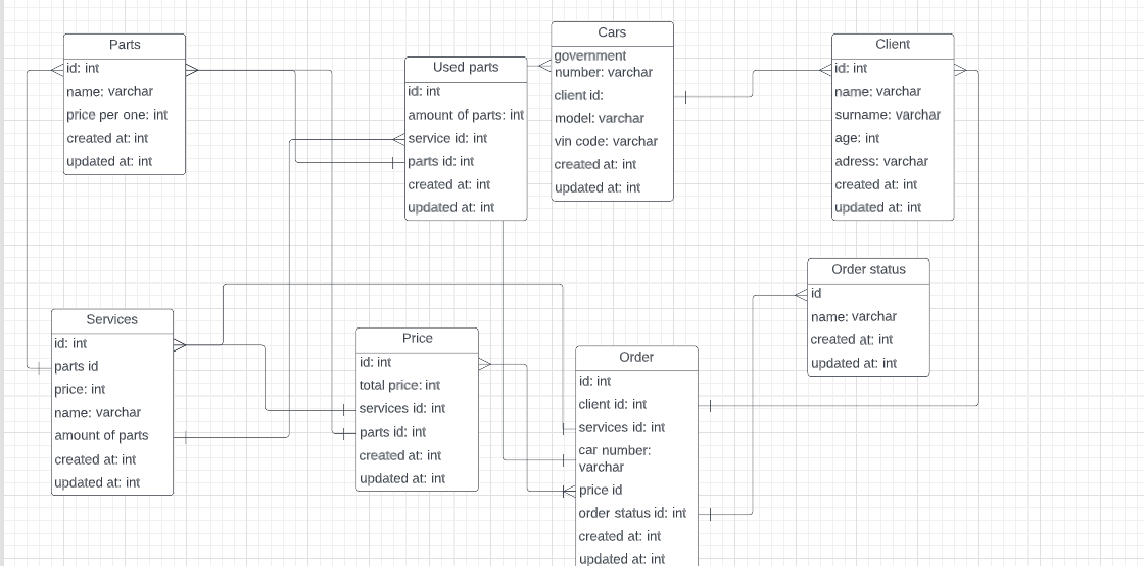 Parts
id: int
name: varchar
price per one: int
created at: int
updated at: int
Used parts
id: int
amount of parts: int
service id: int
parts id: int
created at: int
updated at: int
Cars
government
number: varchar
client id:
model: varchar
vin code: varchar
created at: int
updated at: int
Client
id: int
name: varchar
surname: varchar
age: int
adress: varchar
created at: int
updated at: int
Order status
id
name: varchar
created at: int
updated at: int
Services
id: int
parts id
price: int
name: varchar
amount of parts
created at: int
updated at: int
Price
id: int
total price: int
services id: int
parts id: int
created at: int
updated at: int
Order
id: int
client id: int
services id: int
car number:
varchar
price id
order status id: int
created at: int
updated at: int